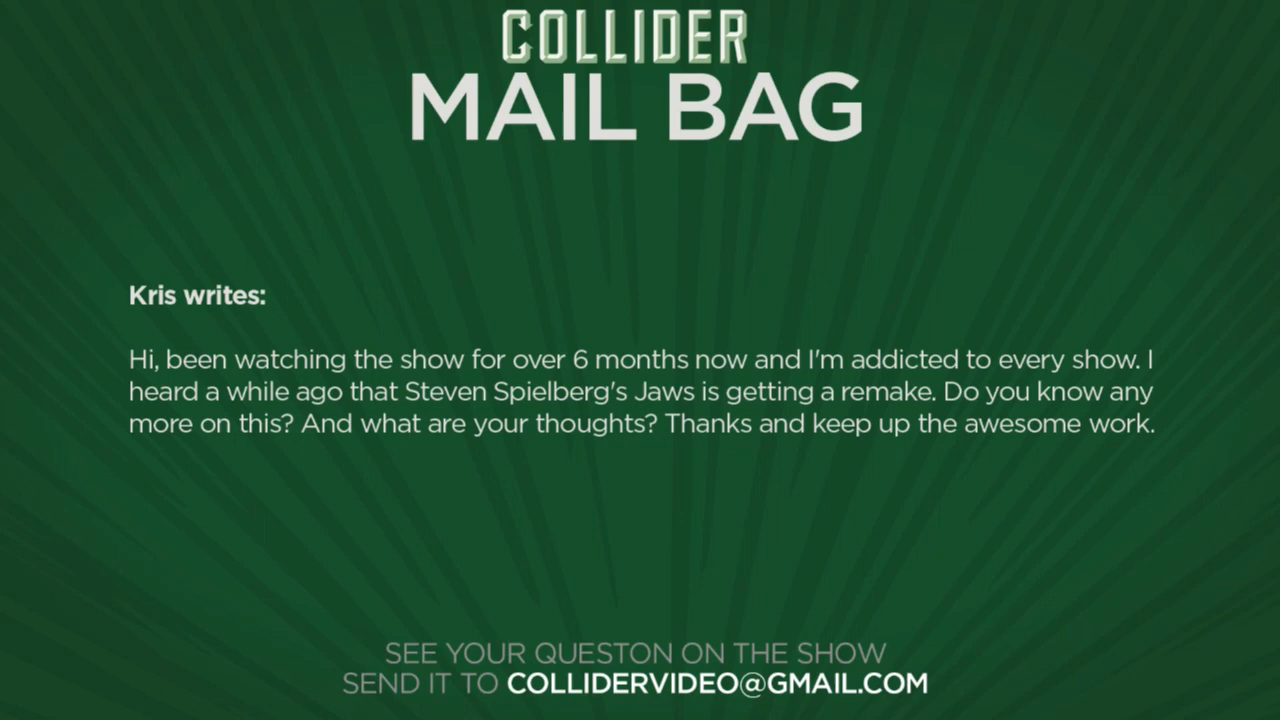 COLLIDER
MAIL BAG
Kris writes:
Hi, been watching the show for over 6 months now and I'm addicted to every show. I
heard a while ago that Steven Spielberg's Jaws is getting a remake. Do you know any
more on this? And what are your thoughts? Thanks and keep up the awesome work.
SEE YOUR QUESTON ON THE SHOW
SEND IT TO COLLIDERVIDEO@GMAIL.COM